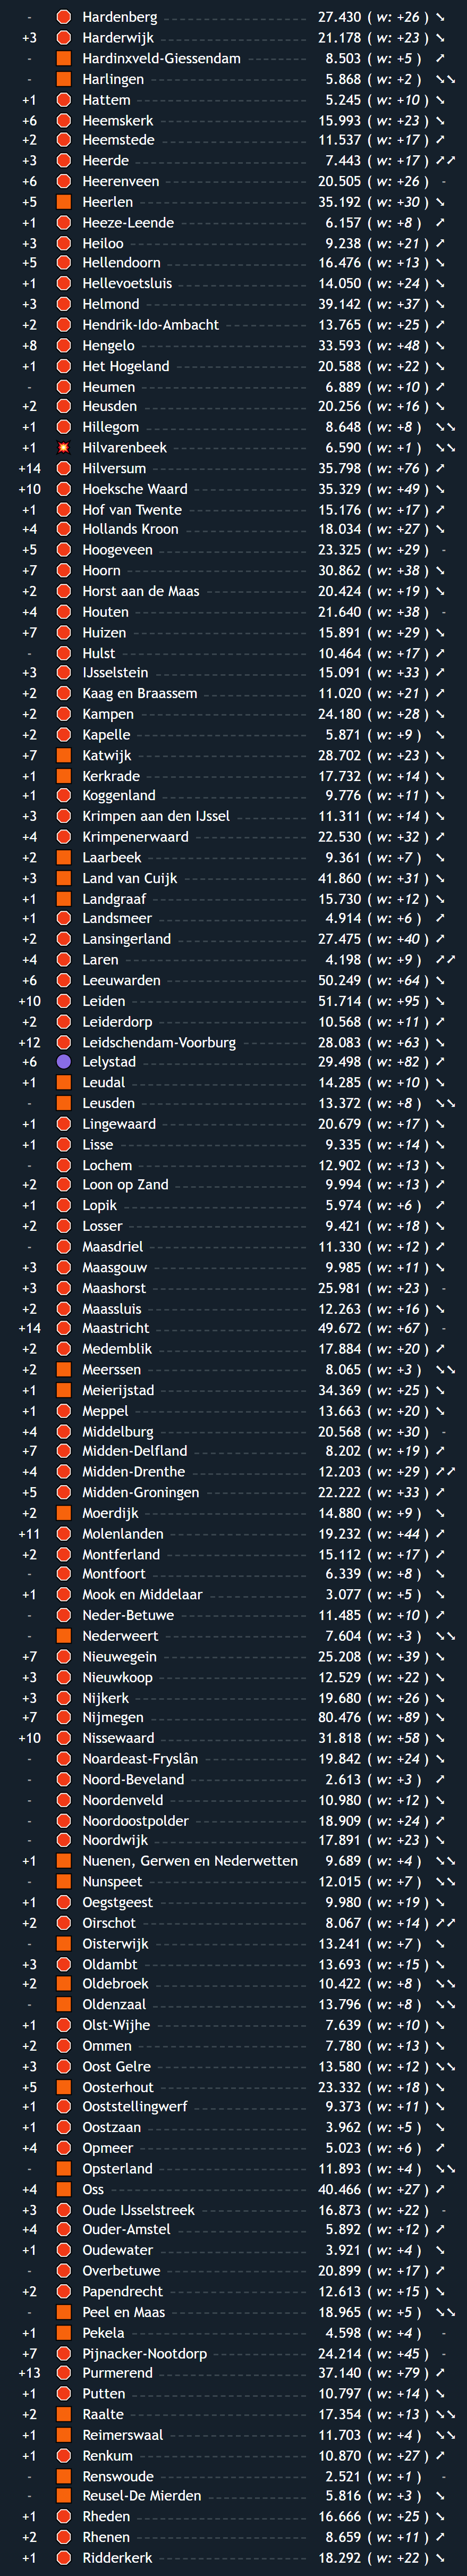 - Hardenberg 27.430 ( w: +26 ) ↘
+3 Harderwijk 21.178 ( w: +23 ) ↘
- Hardinxveld-Giessendam 8.503 ( w: +5 ) ↗
- Harlingen 5.868 ( w: +2 ) ↘↘
+1 Hattem 5.245 ( w: +10 ) ↘
+6 Heemskerk 15.993 ( w: +23 ) ↘
+2 Heemstede 11.537 ( w: +17 ) ↗
+3 Heerde 7.443 ( w: +17 ) ↗↗
+6 Heerenveen 20.505 ( w: +26 ) -
+5 Heerlen 35.192 ( w: +30 ) ↘
+1 Heeze-Leende 6.157 ( w: +8 ) ↗
+3 Heiloo 9.238 ( w: +21 ) ↗
+5 Hellendoorn 16.476 ( w: +13 ) ↘
+1 Hellevoetsluis 14.050 ( w: +24 ) ↘
+3 Helmond 39.142 ( w: +37 ) ↗
+2 Hendrik-Ido-Ambacht 13.765 ( w: +25 ) ↗
+8 Hengelo 33.593 ( w: +48 ) ↘
+1 Het Hogeland 20.588 ( w: +22 ) ↘
- Heumen 6.889 ( w: +10 ) ↗
+2 Heusden 20.256 ( w: +16 ) ↘
+1 Hillegom 8.648 ( w: +8 ) ↘↘
+1 Hilvarenbeek 6.590 ( w: +1 ) ↘↘
+14 Hilversum 35.798 ( w: +76 ) ↗
+10 Hoeksche Waard 35.329 ( w: +49 ) ↘
+1 Hof van Twente 15.176 ( w: +17 ) ↗
+4 Hollands Kroon 18.034 ( w: +27 ) ↘
+5 Hoogeveen 23.325 ( w: +29 ) -
+7 Hoorn 30.862 ( w: +38 ) ↘
+2 Horst aan de Maas 20.424 ( w: +19 ) ↘
+4 Houten 21.640 ( w: +38 ) -
+7 Huizen 15.891 ( w: +29 ) ↘
- Hulst 10.464 ( w: +17 ) ↗
+3 IJsselstein 15.091 ( w: +33 ) ↗
+2 Kaag en Braassem 11.020 ( w: +21 ) ↗
+2 Kampen 24.180 ( w: +28 ) ↘
+2 Kapelle 5.871 ( w: +9 ) ↘
+7 Katwijk 28.702 ( w: +23 ) ↘
+1 Kerkrade 17.732 ( w: +14 ) ↘
+1 Koggenland 9.776 ( w: +11 ) ↘
+3 Krimpen aan den IJssel 11.311 ( w: +14 ) ↘
+4 Krimpenerwaard 22.530 ( w: +32 ) ↗
+2 Laarbeek 9.361 ( w: +7 ) ↘
+3 Land van Cuijk 41.860 ( w: +31 ) ↘
+1 Landgraaf 15.730 ( w: +12 ) ↘
+1 Landsmeer 4.914 ( w: +6 ) ↗
+2 Lansingerland 27.475 ( w: +40 ) ↗
+4 Laren 4.198 ( w: +9 ) ↗↗
+6 Leeuwarden 50.249 ( w: +64 ) ↘
+10 Leiden 51.714 ( w: +95 ) ↘
+2 Leiderdorp 10.568 ( w: +11 ) ↗
+12 Leidschendam-Voorburg 28.083 ( w: +63 ) ↘
+6 Lelystad 29.498 ( w: +82 ) ↗
+1 Leudal 14.285 ( w: +10 ) ↘
- Leusden 13.372 ( w: +8 ) ↘↘
+1 Lingewaard 20.679 ( w: +17 ) ↘
+1 Lisse 9.335 ( w: +14 ) ↘
- Lochem 12.902 ( w: +13 ) ↘
+2 Loon op Zand 9.994 ( w: +13 ) ↗
+1 Lopik 5.974 ( w: +6 ) ↗
+2 Losser 9.421 ( w: +18 ) ↘
- Maasdriel 11.330 ( w: +12 ) ↗
+3 Maasgouw 9.985 ( w: +11 ) ↘
+3 Maashorst 25.981 ( w: +23 ) -
+2 Maassluis 12.263 ( w: +16 ) ↘
+14 Maastricht 49.672 ( w: +67 ) -
+2 Medemblik 17.884 ( w: +20 ) ↗
+2 Meerssen 8.065 ( w: +3 ) ↘↘
+1 Meierijstad 34.369 ( w: +25 ) ↘
+1 Meppel 13.663 ( w: +20 ) ↘
+4 Middelburg 20.568 ( w: +30 ) -
+7 Midden-Delfland 8.202 ( w: +19 ) ↗
+4 Midden-Drenthe 12.203 ( w: +29 ) ↗↗
+5 Midden-Groningen 22.222 ( w: +33 ) ↗
+2 Moerdijk 14.880 ( w: +9 ) ↘
+11 Molenlanden 19.232 ( w: +44 ) ↗
+2 Montferland 15.112 ( w: +17 ) ↗
- Montfoort 6.339 ( w: +8 ) ↘
+1 Mook en Middelaar 3.077 ( w: +5 ) ↘
- Neder-Betuwe 11.485 ( w: +10 ) ↗
- Nederweert 7.604 ( w: +3 ) ↘↘
+7 Nieuwegein 25.208 ( w: +39 ) ↘
+3 Nieuwkoop 12.529 ( w: +22 ) ↘
+3 Nijkerk 19.680 ( w: +26 ) ↘
+7 Nijmegen 80.476 ( w: +89 ) ↘
+10 Nissewaard 31.818 ( w: +58 ) ↘
- Noardeast-Fryslân 19.842 ( w: +24 ) ↘
- Noord-Beveland 2.613 ( w: +3 ) ↗
- Noordenveld 10.980 ( w: +12 ) ↘
- Noordoostpolder 18.909 ( w: +24 ) ↗
- Noordwijk 17.891 ( w: +23 ) ↘
+1 Nuenen, Gerwen en Nederwetten 9.689 ( w: +4 ) ↘↘
- Nunspeet 12.015 ( w: +7 ) ↘↘
+1 Oegstgeest 9.980 ( w: +19 ) ↘
+2 Oirschot 8.067 ( w: +14 ) ↗↗
- Oisterwijk 13.241 ( w: +7 ) ↘
+3 Oldambt 13.693 ( w: +15 ) ↘
+2 Oldebroek 10.422 ( w: +8 ) ↘↘
- Oldenzaal 13.796 ( w: +8 ) ↘↘
+1 Olst-Wijhe 7.639 ( w: +10 ) ↘
+2 Ommen 7.780 ( w: +13 ) ↘
+3 Oost Gelre 13.580 ( w: +12 ) ↘↘
+5 Oosterhout 23.332 ( w: +18 ) ↘
+1 Ooststellingwerf 9.373 ( w: +11 ) ↘
+1 Oostzaan 3.962 ( w: +5 ) ↘
+4 Opmeer 5.023 ( w: +6 ) ↗
- Opsterland 11.893 ( w: +4 ) ↘↘
+4 Oss 40.466 ( w: +27 ) ↗
+3 Oude IJsselstreek 16.873 ( w: +22 ) -
+4 Ouder-Amstel 5.892 ( w: +12 ) ↗
+1 Oudewater 3.921 ( w: +4 ) ↘
- Overbetuwe 20.899 ( w: +17 ) ↗
+2 Papendrecht 12.613 ( w: +15 ) ↘
- Peel en Maas 18.965 ( w: +5 ) ↘↘
+1 Pekela 4.598 ( w: +4 ) -
+7 Pijnacker-Nootdorp 24.214 ( w: +45 ) -
+13 Purmerend 37.140 ( w: +79 ) ↗
+1 Putten 10.797 ( w: +14 ) ↘
+2 Raalte 17.354 ( w: +13 ) ↘↘
+1 Reimerswaal 11.703 ( w: +4 ) ↘↘
+1 Renkum 10.870 ( w: +27 ) ↗
- Renswoude 2.521 ( w: +1 ) -
- Reusel-De Mierden 5.816 ( w: +3 ) ↘
+1 Rheden 16.666 ( w: +25 ) ↘
+2 Rhenen 8.659 ( w: +11 ) ↗
+1 Ridderkerk 18.292 ( w: +22 ) ↘